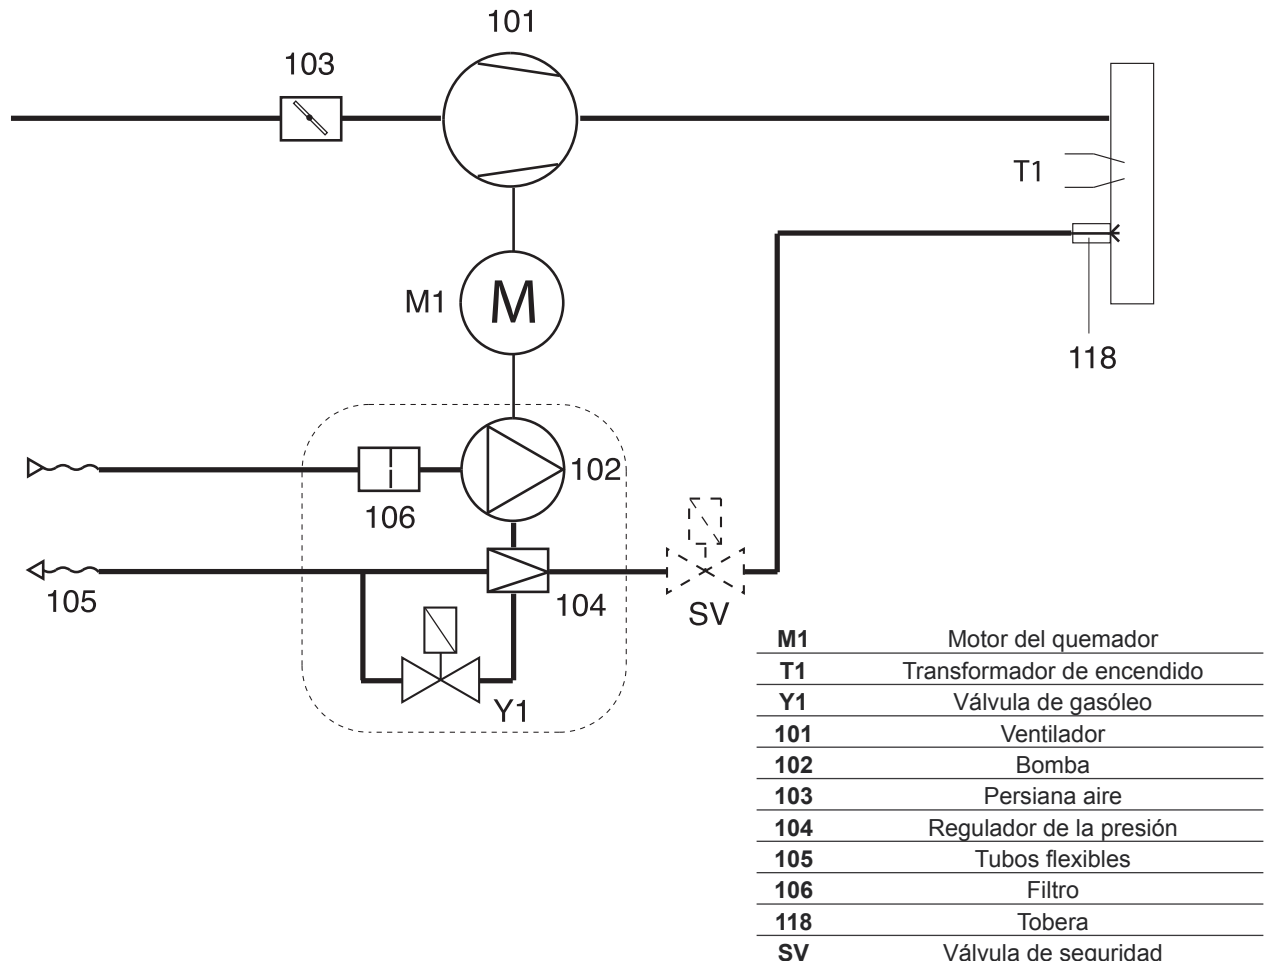 101
103
T1
M1
M
118
102
106
105
104
SV
Y1
M1 Motor del quemador
T1 Transformador de encendido
Y1 Válvula de gasóleo
101 Ventilador
102 Bomba
103 Persiana aire
104 Regulador de la presión
105 Tubos flexibles
106 Filtro
118 Tobera
SV Válvula de seguridad